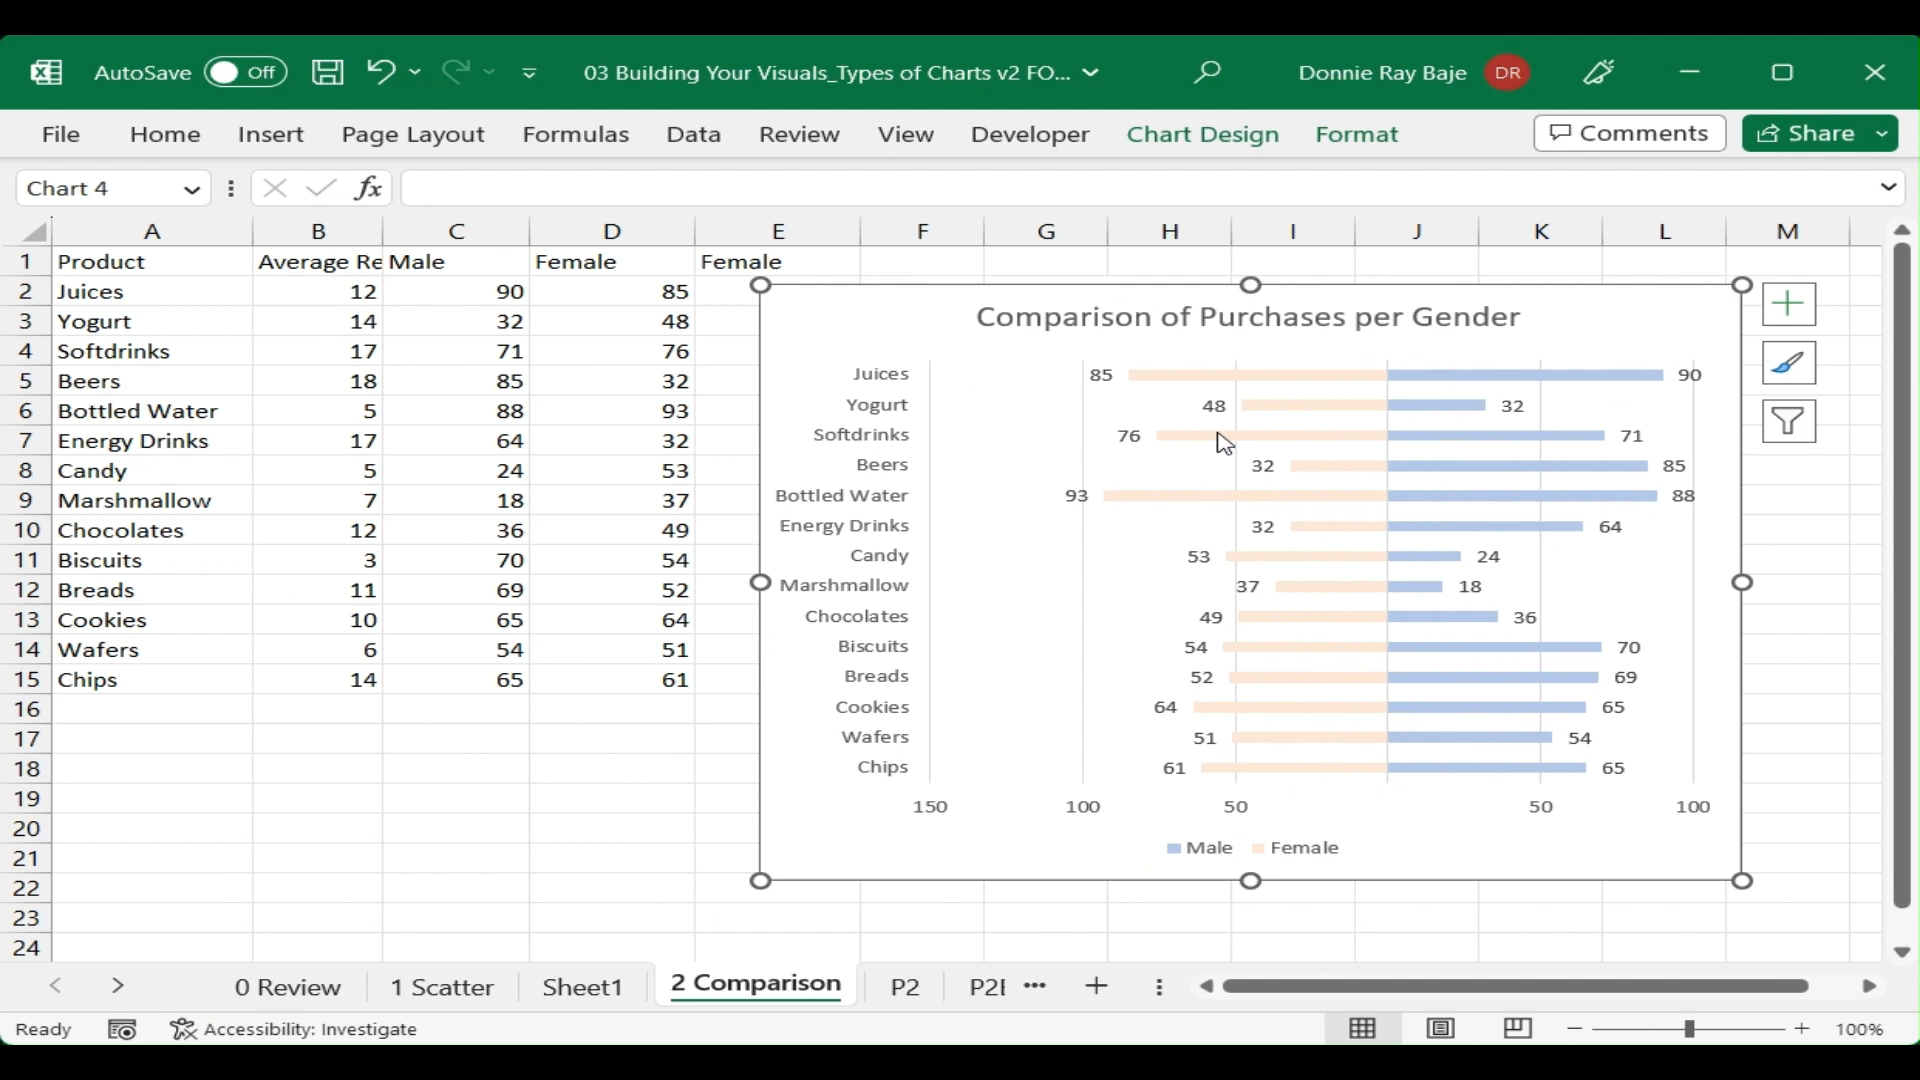 AutoSave Off 03 Building Your Visuals_Types of Charts v2 FO... Donnie Ray Baje DR
File Home Insert Page Layout Formulas Data Review View Developer Chart Design Format Comments Share
Chart 4 fx
A B C D E F G H I J K L M
1 Product Average Re Male Female Female
2 Juices 12 90 85
3 Yogurt 14 32 48
4 Softdrinks 17 71 76
5 Beers 18 85 32
6 Bottled Water 5 88 93
7 Energy Drinks 17 64 32
8 Candy 5 24 53
9 Marshmallow 7 18 37
10 Chocolates 12 36 49
11 Biscuits 3 70 54
12 Breads 11 69 52
13 Cookies 10 65 64
14 Wafers 6 54 51
15 Chips 14 65 61
16
17
18
19
20
21
22
23
24
Comparison of Purchases per Gender
Juices 85 90
Yogurt 48 32
Softdrinks 76 71
Beers 32 85
Bottled Water 93 88
Energy Drinks 32 64
Candy 53 24
Marshmallow 37 18
Chocolates 49 36
Biscuits 54 70
Breads 52 69
Cookies 64 65
Wafers 51 54
Chips 61 65
150 100 50 50 100
Male Female
0 Review 1 Scatter Sheet1 2 Comparison P2 P2 ...
Ready Accessibility: Investigate 100%